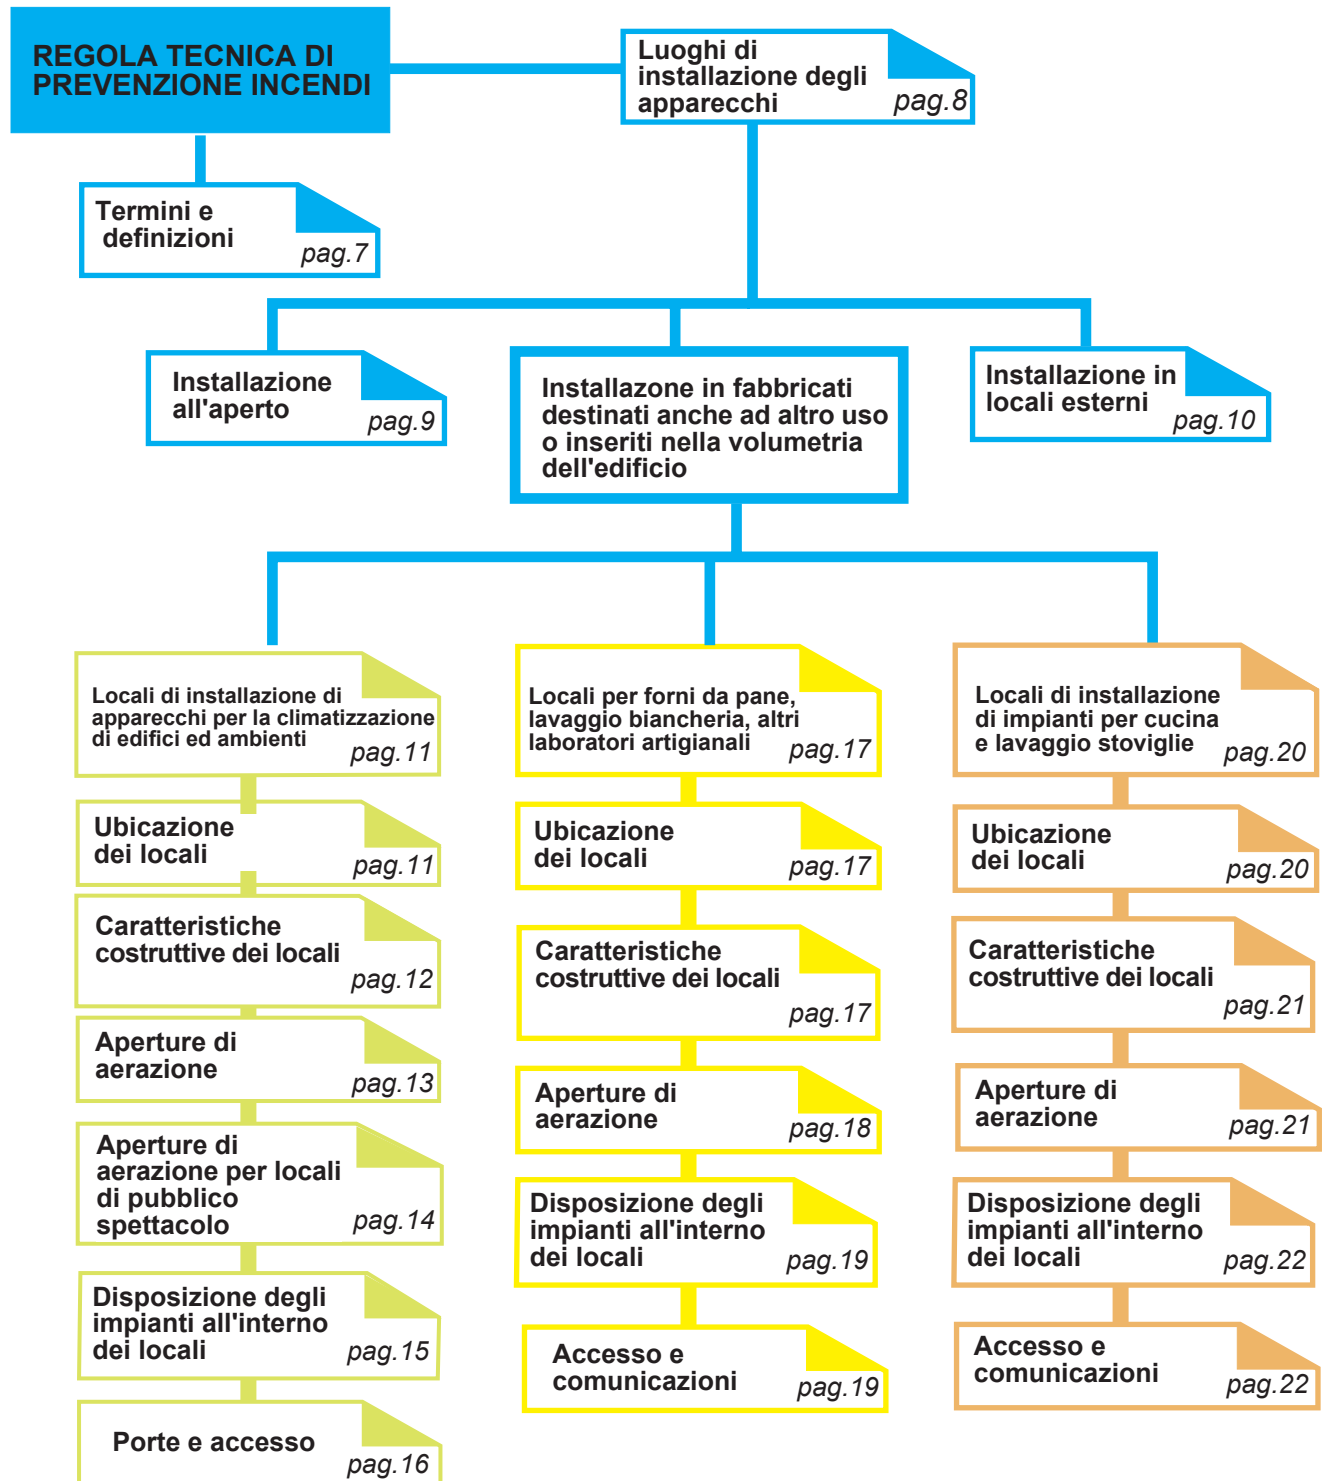 REGOLA TECNICA DI
PREVENZIONE INCENDI
Luoghi di
installazione degli
apparecchi
pag.8
Termini e
definizioni
pag.7
Installazione
all'aperto
pag.9
Installazone in fabbricati
destinati anche ad altro uso
o inseriti nella volumetria
dell'edificio
Installazione in
locali esterni
pag.10
Locali di installazione di
apparecchi per la climatizzazione
di edifici ed ambienti
pag.11
Ubicazione
dei locali
pag.11
Caratteristiche
costruttive dei locali
pag.12
Aperture di
aerazione
pag.13
Aperture di
aerazione per locali
di pubblico
spettacolo
pag.14
Disposizione degli
impianti all'interno
dei locali
pag.15
Porte e accesso
pag.16
Locali per forni da pane,
lavaggio biancheria, altri
laboratori artigianali
pag.17
Ubicazione
dei locali
pag.17
Caratteristiche
costruttive dei locali
pag.17
Aperture di
aerazione
pag.18
Disposizione degli
impianti all'interno
dei locali
pag.19
Accesso e
comunicazioni
pag.19
Locali di installazione
di impianti per cucina
e lavaggio stoviglie
pag.20
Ubicazione
dei locali
pag.20
Caratteristiche
costruttive dei locali
pag.21
Aperture di
aerazione
pag.21
Disposizione degli
impianti all'interno
dei locali
pag.22
Accesso e
comunicazioni
pag.22